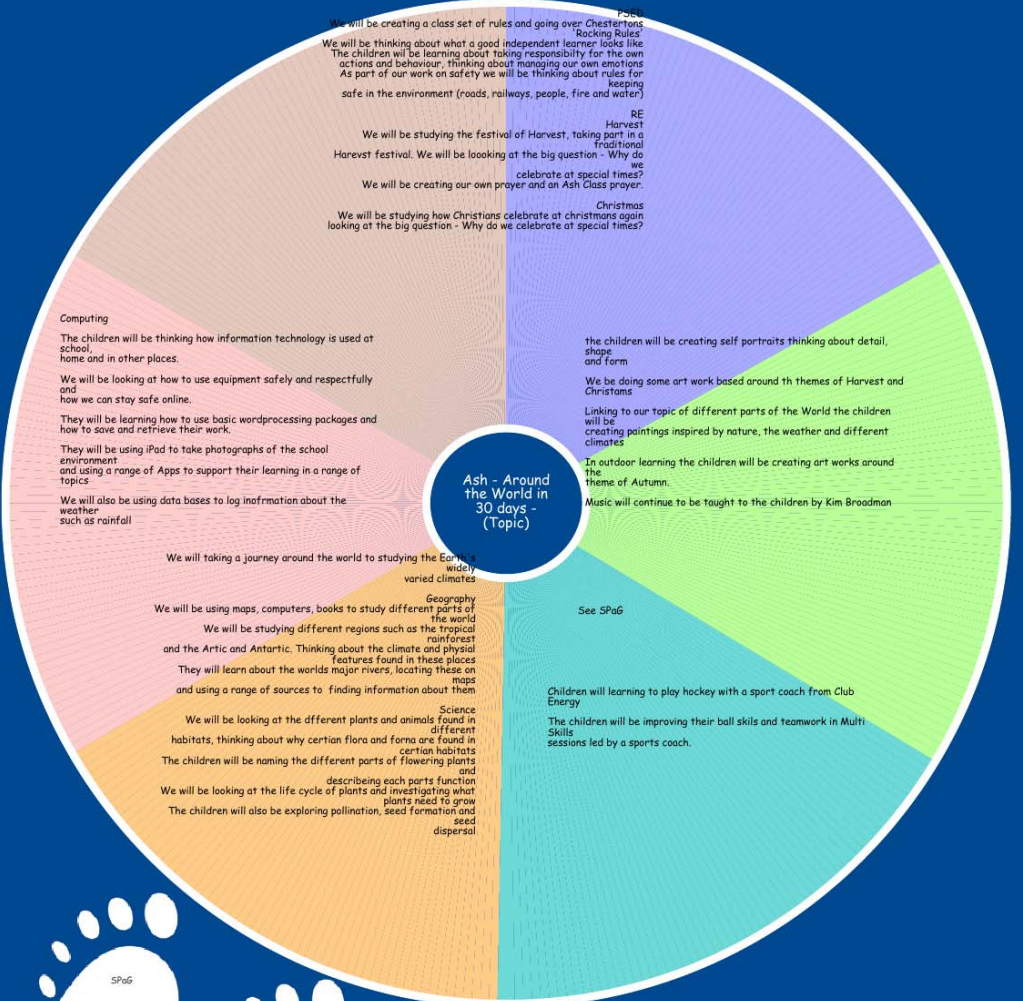 PSED
We will be creating a class set of rules and going over Chestertons
'Rocking Rules'
We will be thinking about what a good independent learner looks like
The children wil be learning about taking responsibilty for the own
actions and behaviour, thinking about managing our own emotions
As part of our work on safety we will be thinking about rules for
keeping
safe in the environment (roads, railways, people, fire and water)
RE
Harvest
We will be studying the festival of Harvest, taking part in a
traditional
Harevst festival. We will be loooking at the big question - Why do
we
celebrate at special times?
We will be creating our own prayer and an Ash Class prayer.
Christmas
We will be studying how Christians celebrate at christmans again
looking at the big question - Why do we celebrate at special times?
Computing
The children will be thinking how information technology is used at
school,
home and in other places.
We will be looking at how to use equipment safely and respectfully
and
how we can stay safe online.
They will be learning how to use basic wordprocessing packages and
how to save and retrieve their work.
They will be using iPad to take photographs of the school
environment
and using a range of Apps to support their learning in a range of
topics
We will also be using data bases to log inofrmation about the
weather
such as rainfall
the children will be creating self portraits thinking about detail,
shape
and form
We be doing some art work based around th themes of Harvest and
Christams
Linking to our topic of different parts of the World the children
will be
creating paintings inspired by nature, the weather and different
climates
In outdoor learning the children will be creating art works around
the
theme of Autumn.
Music will continue to be taught to the children by Kim Broadman
Ash - Around
the World in
30 days -
(Topic)
We will taking a journey around the world to studying the Earth's
widely
varied climates
Geography
We will be using maps, computers, books to study different parts of
the world
We will be studying different regions such as the tropical
rainforest
and the Artic and Antartic. Thinking about the climate and physial
features found in these places
They will learn about the worlds major rivers, locating these on
maps
and using a range of sources to finding information about them
Science
We will be looking at the dfferent plants and animals found in
different
habitats, thinking about why certian flora and forna are found in
certian habitats
The children will be naming the different parts of flowering plants
and
describeing each parts function
We will be looking at the life cycle of plants and investigating what
plants need to grow
The children will also be exploring pollination, seed formation and
seed
dispersal
See SPaG
Children will learning to play hockey with a sport coach from Club
Energy
The children will be improving their ball skils and teamwork in Multi
Skills
sessions led by a sports coach.
SPaG